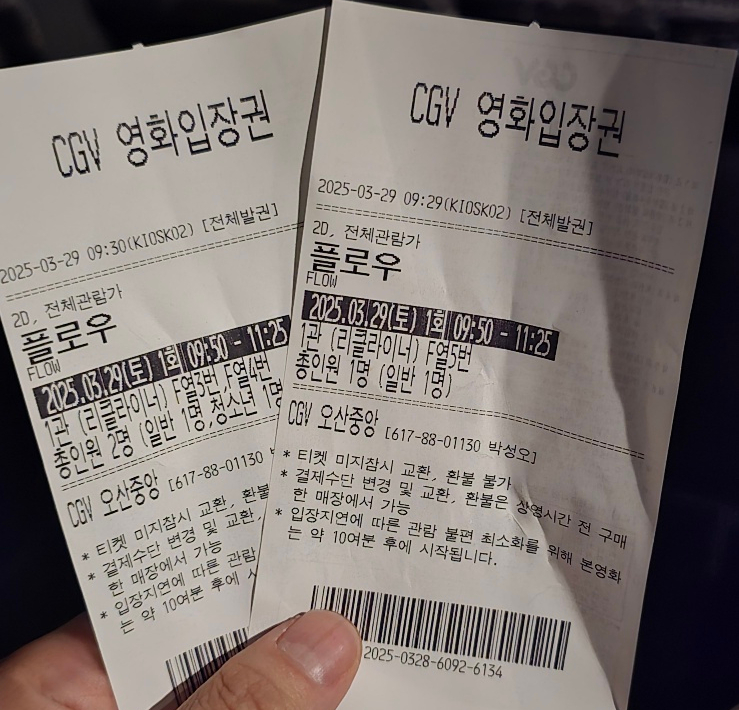 CGV 영화입장권
2025-03-29 09:30(KIOSK02) [전체발권]
2D, 전체관람가
플로우
FLOW
2025.03.29(토) 1회 09:50 - 11:25
1관 (리클라이너) F열3번,F열4번
총인원 2명 (일반 1명,청소년 1명
CGV 오산중앙 [617-88-01130
* 티켓 미지참시 교환, 환불
* 결제수단 변경 및 교환,
한 매장에서 가능
* 입장지연에 따른 관람
는 약 10여분 후에
CGV 영화입장권
2025-03-29 09:29(KIOSK02) [전체발권]
2D, 전체관람가
플로우
FLOW
2025.03.29(토) 1회 09:50 - 11:25
1관 (리클라이너) F열5번
총인원 1명 (일반 1명)
CGV 오산중앙 [617-88-01130 박성오]
* 티켓 미지참시 교환, 환불 불가
* 결제수단 변경 및 교환, 환불은 상영시간 전 구매
한 매장에서 가능
* 입장지연에 따른 관람 불편 최소화를 위해 본영화
는 약 10여분 후에 시작됩니다.
2025-0328-6092-6134